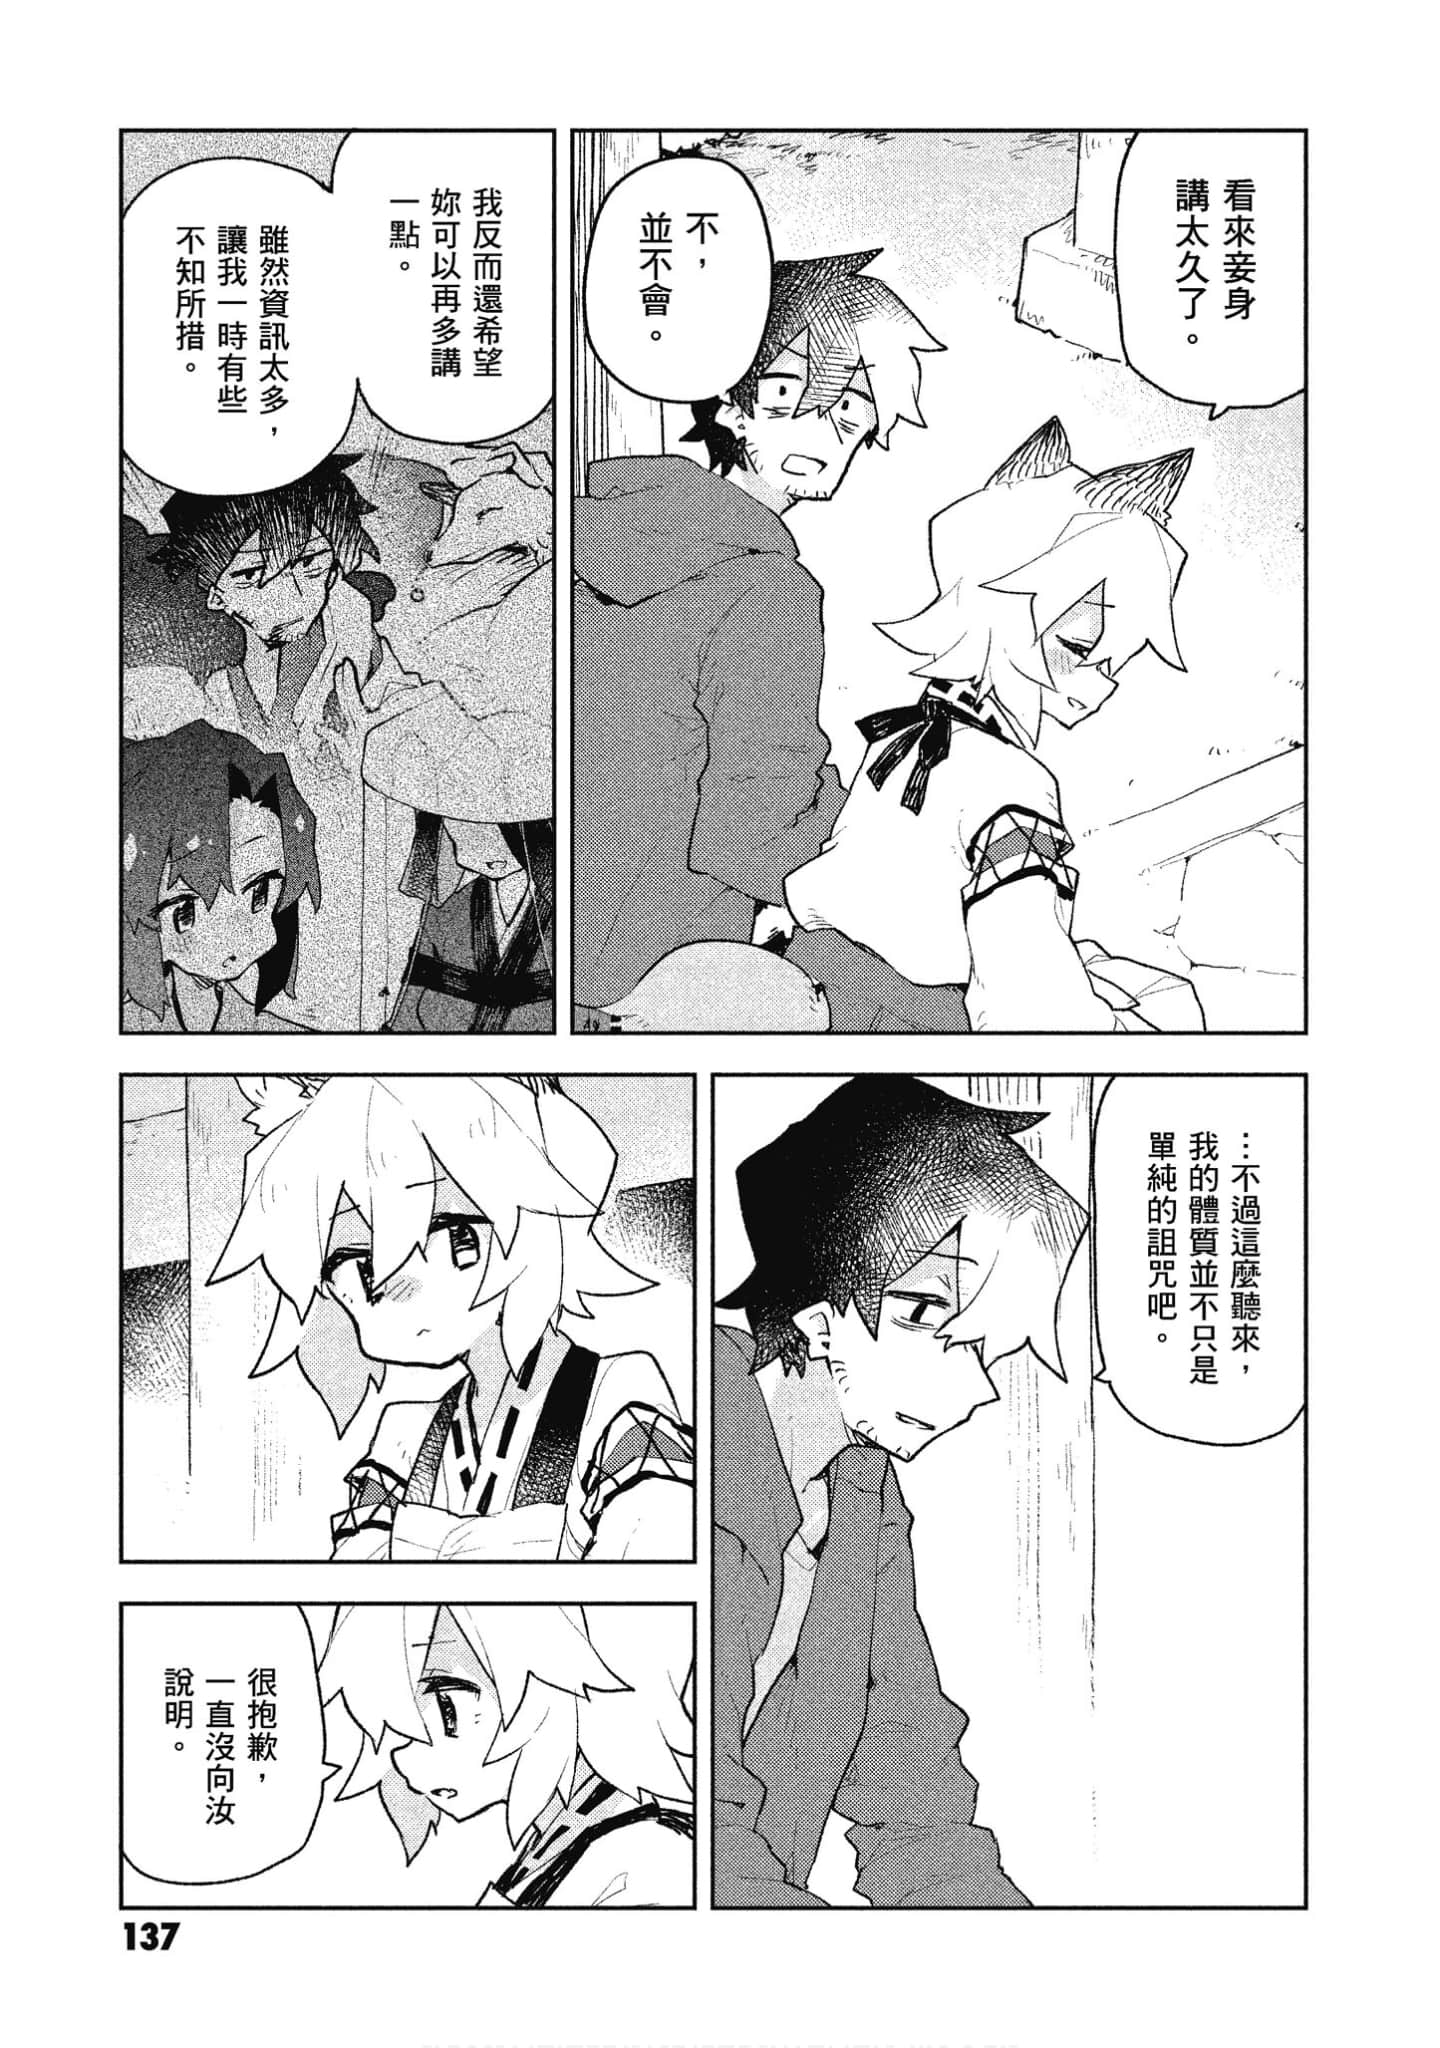 看來妾身
講太久了。
不，
並不會。
我反而還希望
妳可以再多講
一點。
雖然資訊太多，
讓我一時有些
不知所措。
…不過這麼聽來，
我的體質並不只是
單純的詛咒吧。
很抱歉，
一直沒向汝
說明。
137